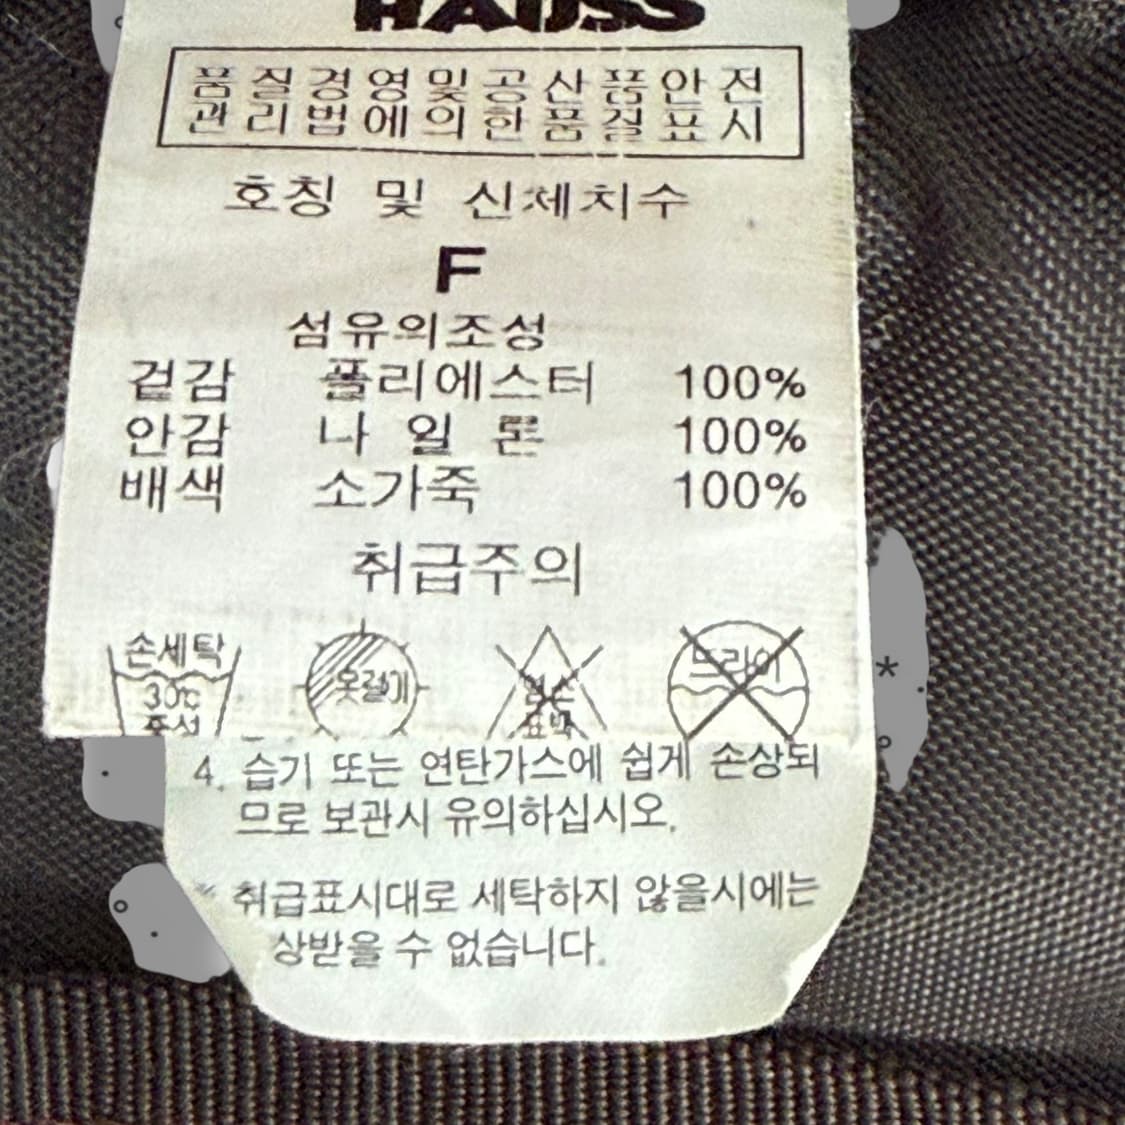 HAUSS
품질경영및공산품안전
관리법에의한품질표시
호칭 및 신체치수
F
섬유의조성
겉감 폴리에스터 100%
안감 나일론 100%
배색 소가죽 100%
취급주의
손세탁 옷걸이 염소 드라이
30℃ 표백
중성
4. 습기 또는 연탄가스에 쉽게 손상되
므로 보관시 유의하십시오.
※ 취급표시대로 세탁하지 않을시에는
상받을 수 없습니다.